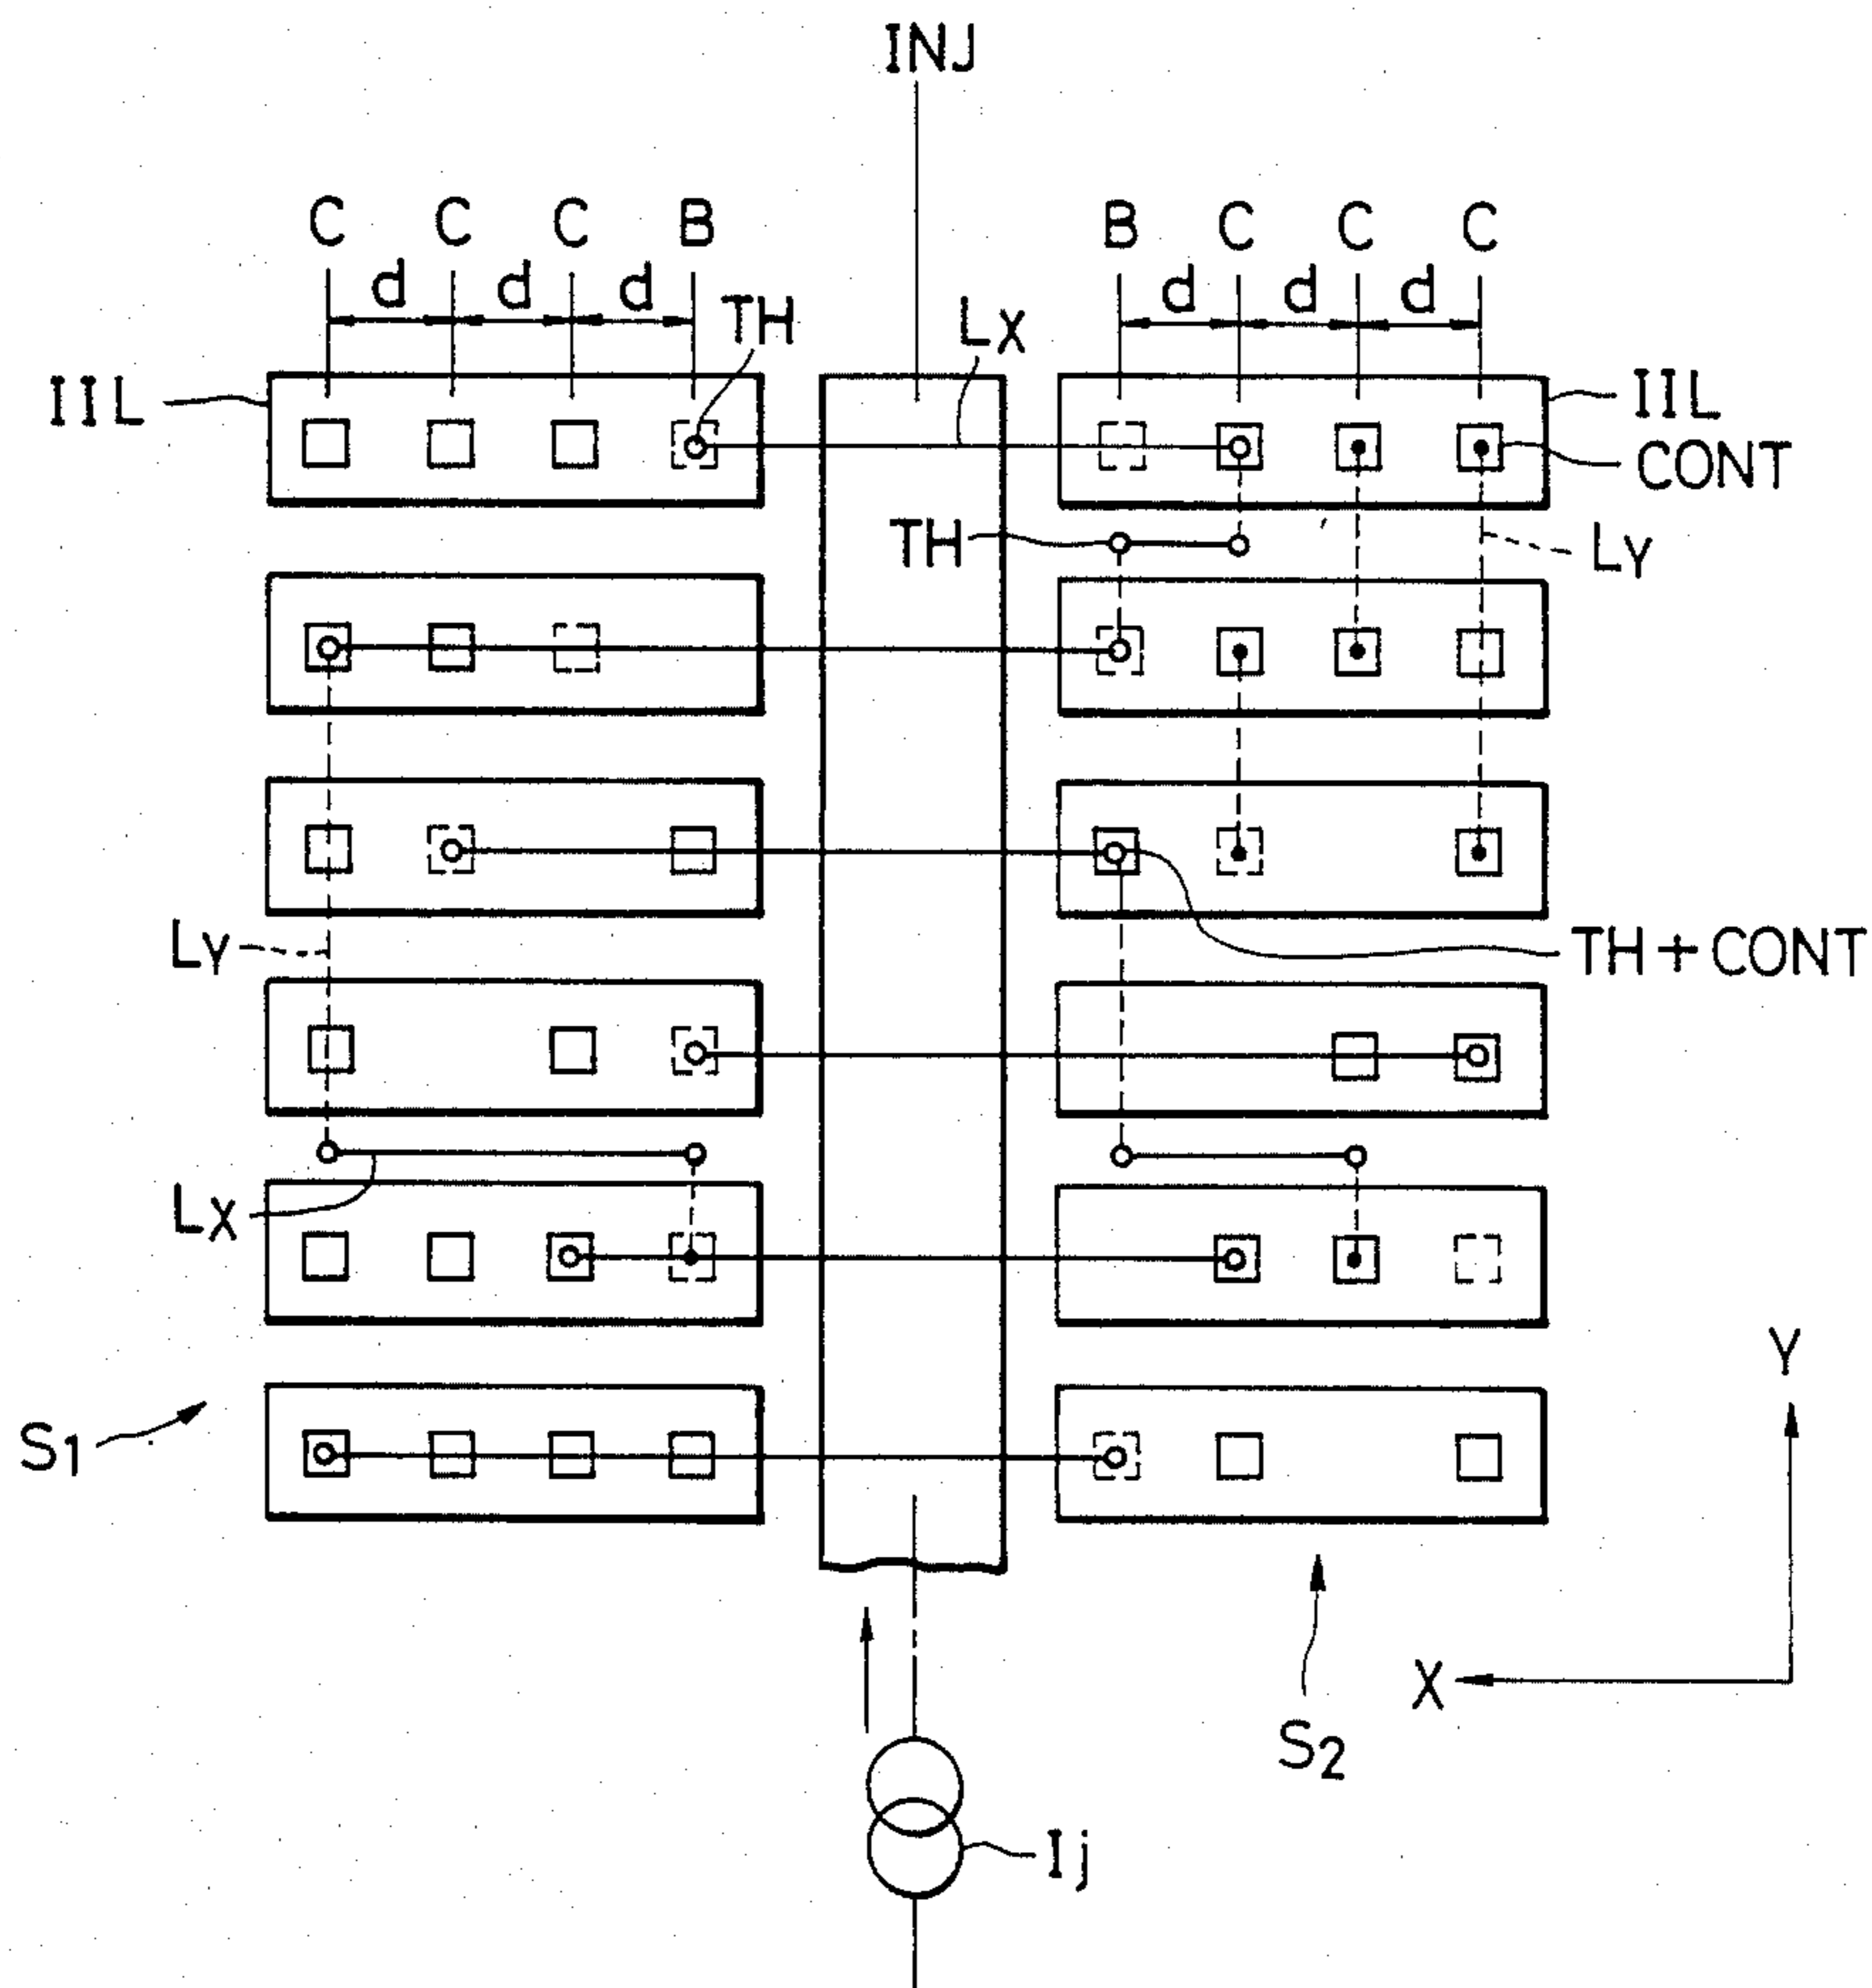 INJ
C C C B B C C C
d d d d d d
TH
LX
IIL
IIL
CONT
TH
LY
LY
TH+CONT
LX
Y
S1
X
S2
Ij